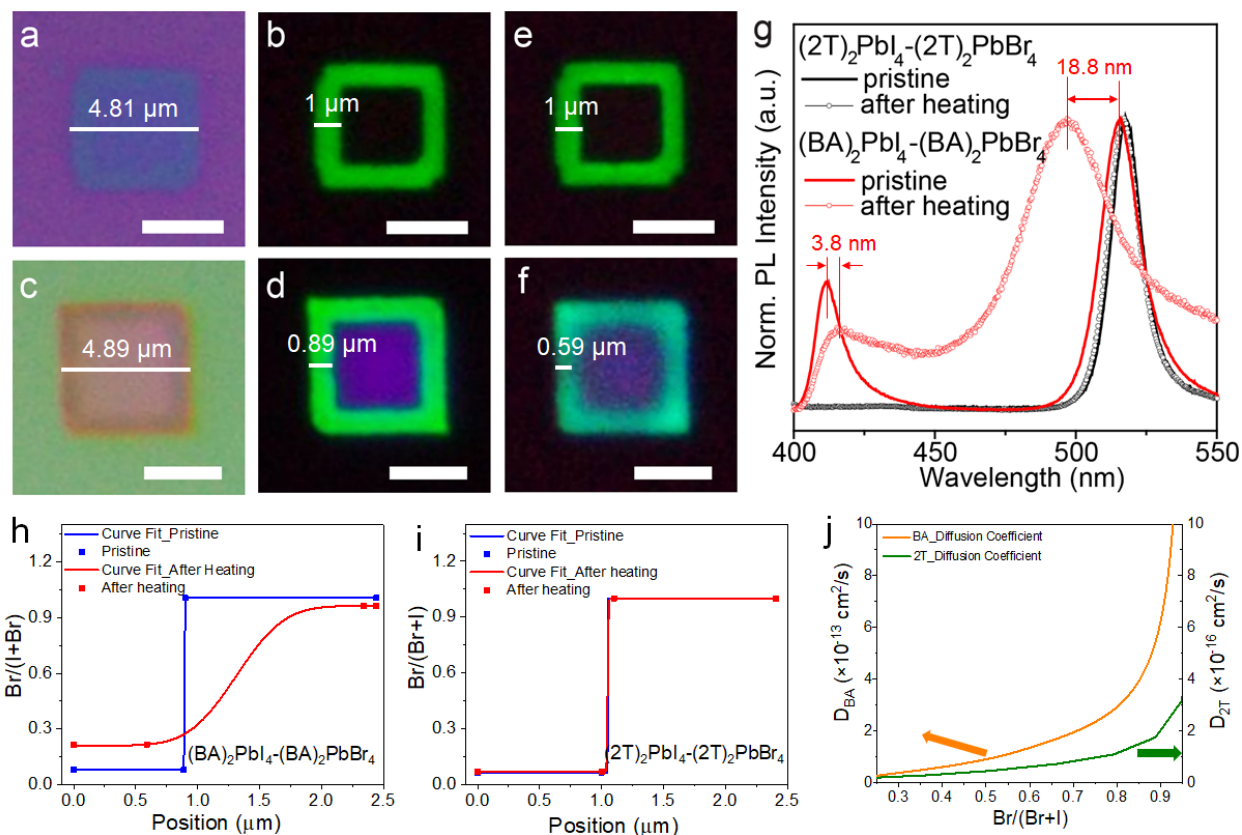 a
4.81 μm
b
1 μm
e
1 μm
c
4.89 μm
d
0.89 μm
f
0.59 μm
g
(2T)₂PbI₄-(2T)₂PbBr₄
pristine
after heating
(BA)₂PbI₄-(BA)₂PbBr₄
pristine
after heating
18.8 nm
3.8 nm
Norm. PL Intensity (a.u.)
400 450 500 550
Wavelength (nm)
h
Curve Fit_Pristine
Pristine
Curve Fit_After Heating
After heating
1.2
0.9
0.6
0.3
0.0
Br/(I+Br)
(BA)₂PbI₄-(BA)₂PbBr₄
0.0 0.5 1.0 1.5 2.0 2.5
Position (μm)
i
Curve Fit_Pristine
Pristine
Curve Fit_After heating
After heating
1.2
0.9
0.6
0.3
0.0
Br/(Br+I)
(2T)₂PbI₄-(2T)₂PbBr₄
0.0 0.5 1.0 1.5 2.0 2.5
Position (μm)
j
BA_Diffusion Coefficient
2T_Diffusion Coefficient
10
8
6
4
2
0
D_BA (×10⁻¹³ cm²/s)
10
8
6
4
2
0
D_2T (×10⁻¹⁶ cm²/s)
0.3 0.4 0.5 0.6 0.7 0.8 0.9
Br/(Br+I)